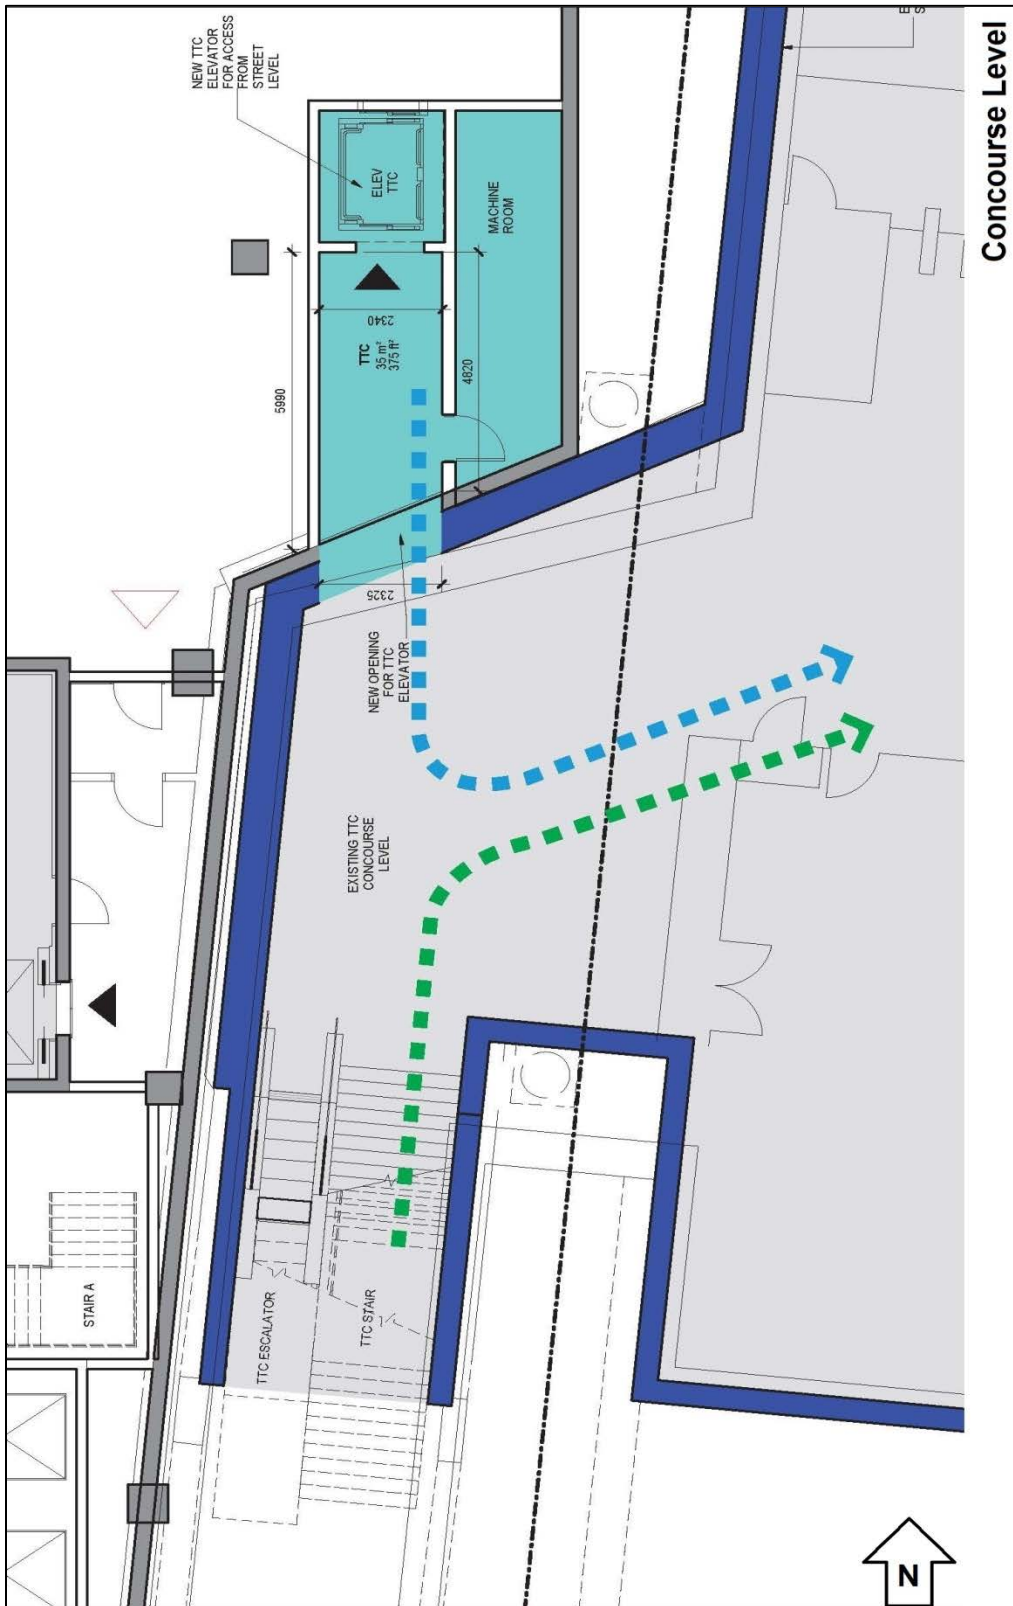 Concourse Level
NEW TTC
ELEVATOR
FOR ACCESS
FROM
STREET
LEVEL
ELEV
TTC
MACHINE
ROOM
5990
2340
TTC
35 m²
375 ft²
4820
2325
NEW OPENING
FOR TTC
ELEVATOR
EXISTING TTC
CONCOURSE
LEVEL
STAIR A
TTC ESCALATOR
TTC STAIR
N